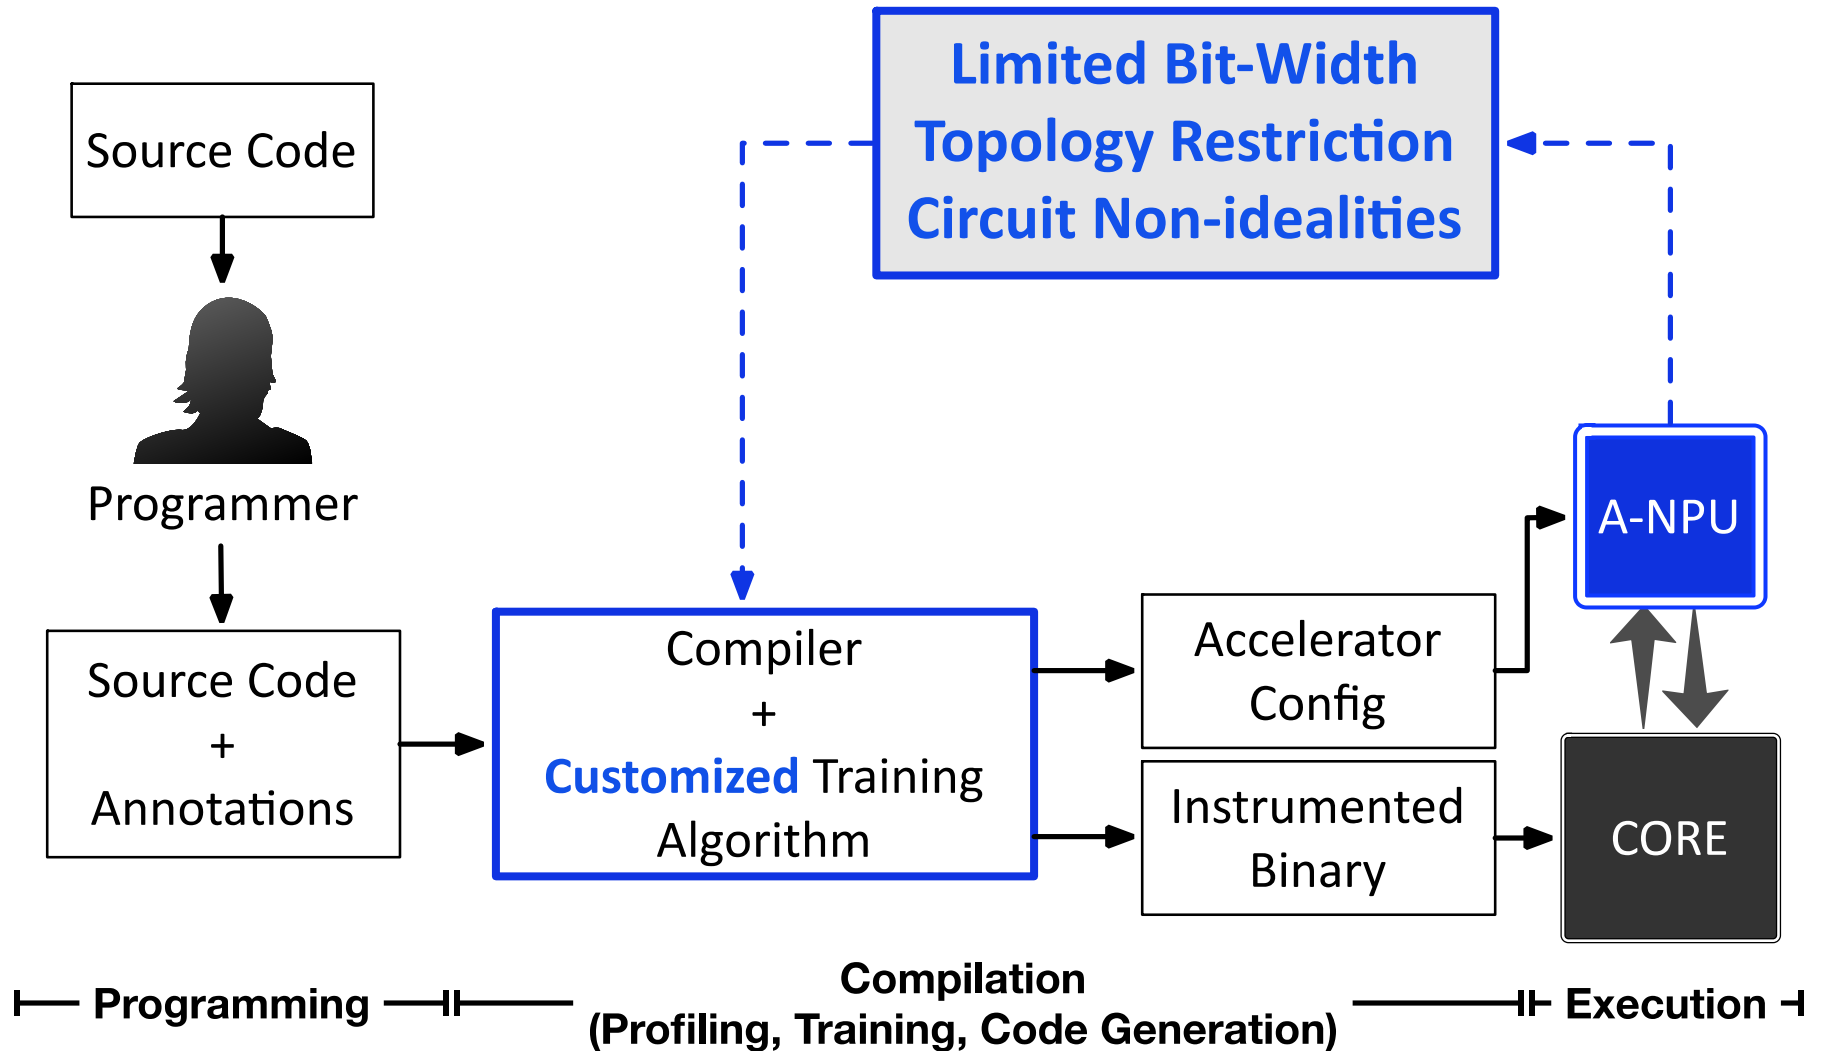 Limited Bit-Width
Topology Restriction
Circuit Non-idealities
Source Code
Programmer
Source Code
+
Annotations
Compiler
+
Customized Training
Algorithm
Accelerator
Config
Instrumented
Binary
A-NPU
CORE
Programming
Compilation
(Profiling, Training, Code Generation)
Execution